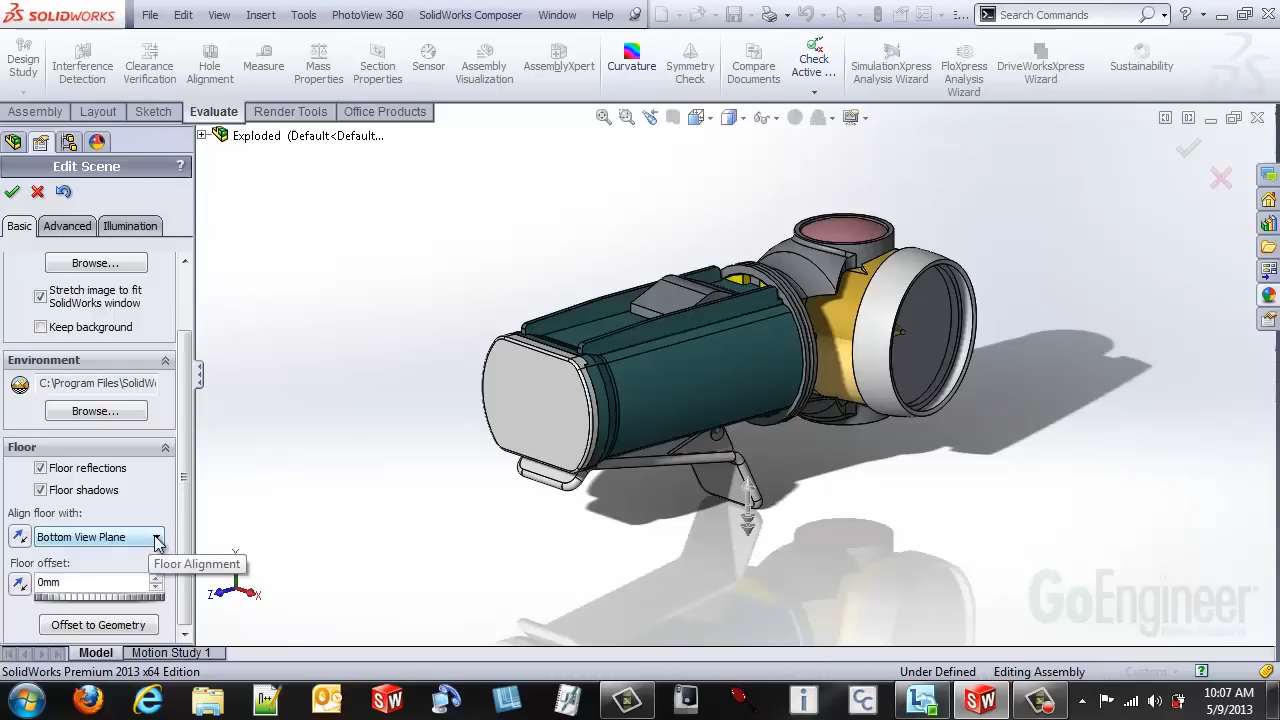 SOLIDWORKS File Edit View Insert Tools PhotoView 360 SolidWorks Composer Window Help Search Commands
Design Study
Interference Detection
Clearance Verification
Hole Alignment
Measure
Mass Properties
Section Properties
Sensor
Assembly Visualization
AssemblyXpert
Curvature
Symmetry Check
Compare Documents
Check Active ...
SimulationXpress Analysis Wizard
FloXpress Analysis Wizard
DriveWorksXpress Wizard
Sustainability
Assembly Layout Sketch Evaluate Render Tools Office Products
Exploded (Default<Default...
Edit Scene ?
Basic Advanced Illumination
Browse...
Stretch image to fit
SolidWorks window
Keep background
Environment
C:\Program Files\SolidWo
Browse...
Floor
Floor reflections
Floor shadows
Align floor with:
Bottom View Plane
Floor Alignment
Floor offset:
0mm
Offset to Geometry
Y
Z X
GoEngineer
Model Motion Study 1
SolidWorks Premium 2013 x64 Edition Under Defined Editing Assembly Custom
10:07 AM
5/9/2013